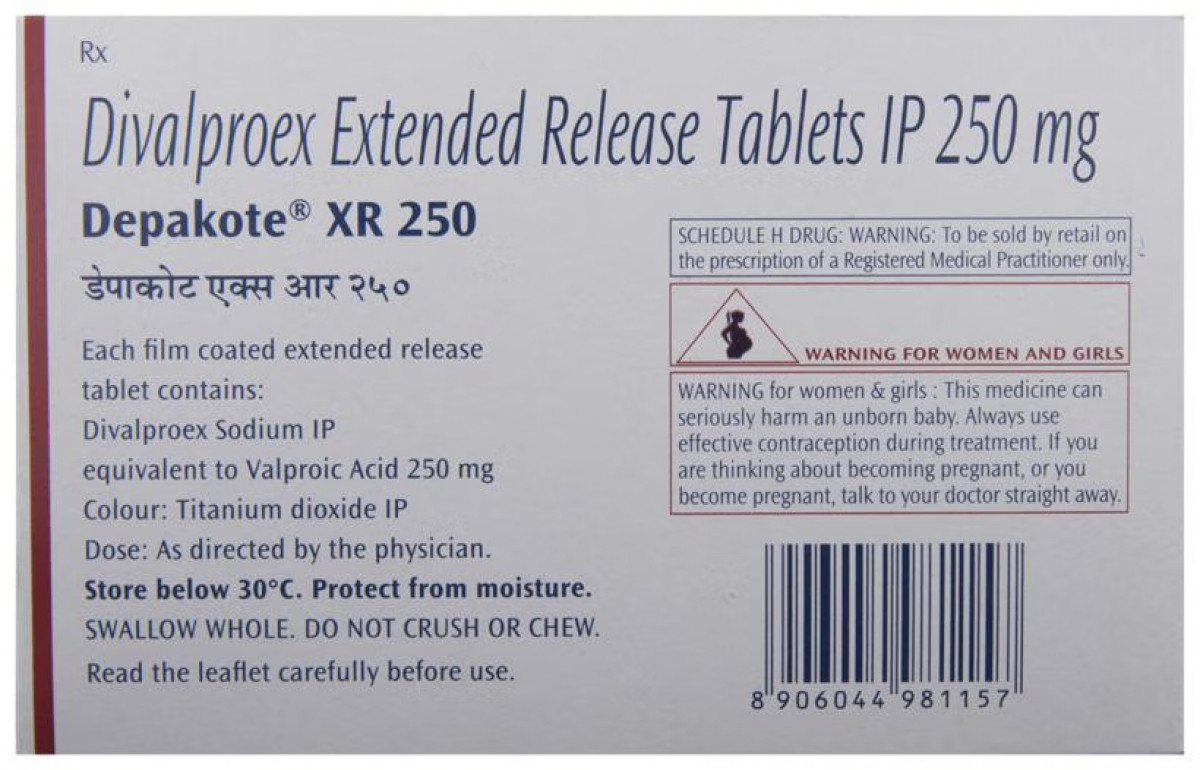 Rx
Divalproex Extended Release Tablets IP 250 mg
Depakote® XR 250
डेपाकोट एक्स आर २५०
Each film coated extended release
tablet contains:
Divalproex Sodium IP
equivalent to Valproic Acid 250 mg
Colour: Titanium dioxide IP
Dose: As directed by the physician.
Store below 30°C. Protect from moisture.
SWALLOW WHOLE. DO NOT CRUSH OR CHEW.
Read the leaflet carefully before use.
SCHEDULE H DRUG: WARNING: To be sold by retail on
the prescription of a Registered Medical Practitioner only.
WARNING FOR WOMEN AND GIRLS
WARNING for women & girls : This medicine can
seriously harm an unborn baby. Always use
effective contraception during treatment. If you
are thinking about becoming pregnant, or you
become pregnant, talk to your doctor straight away.
8 906044 981157